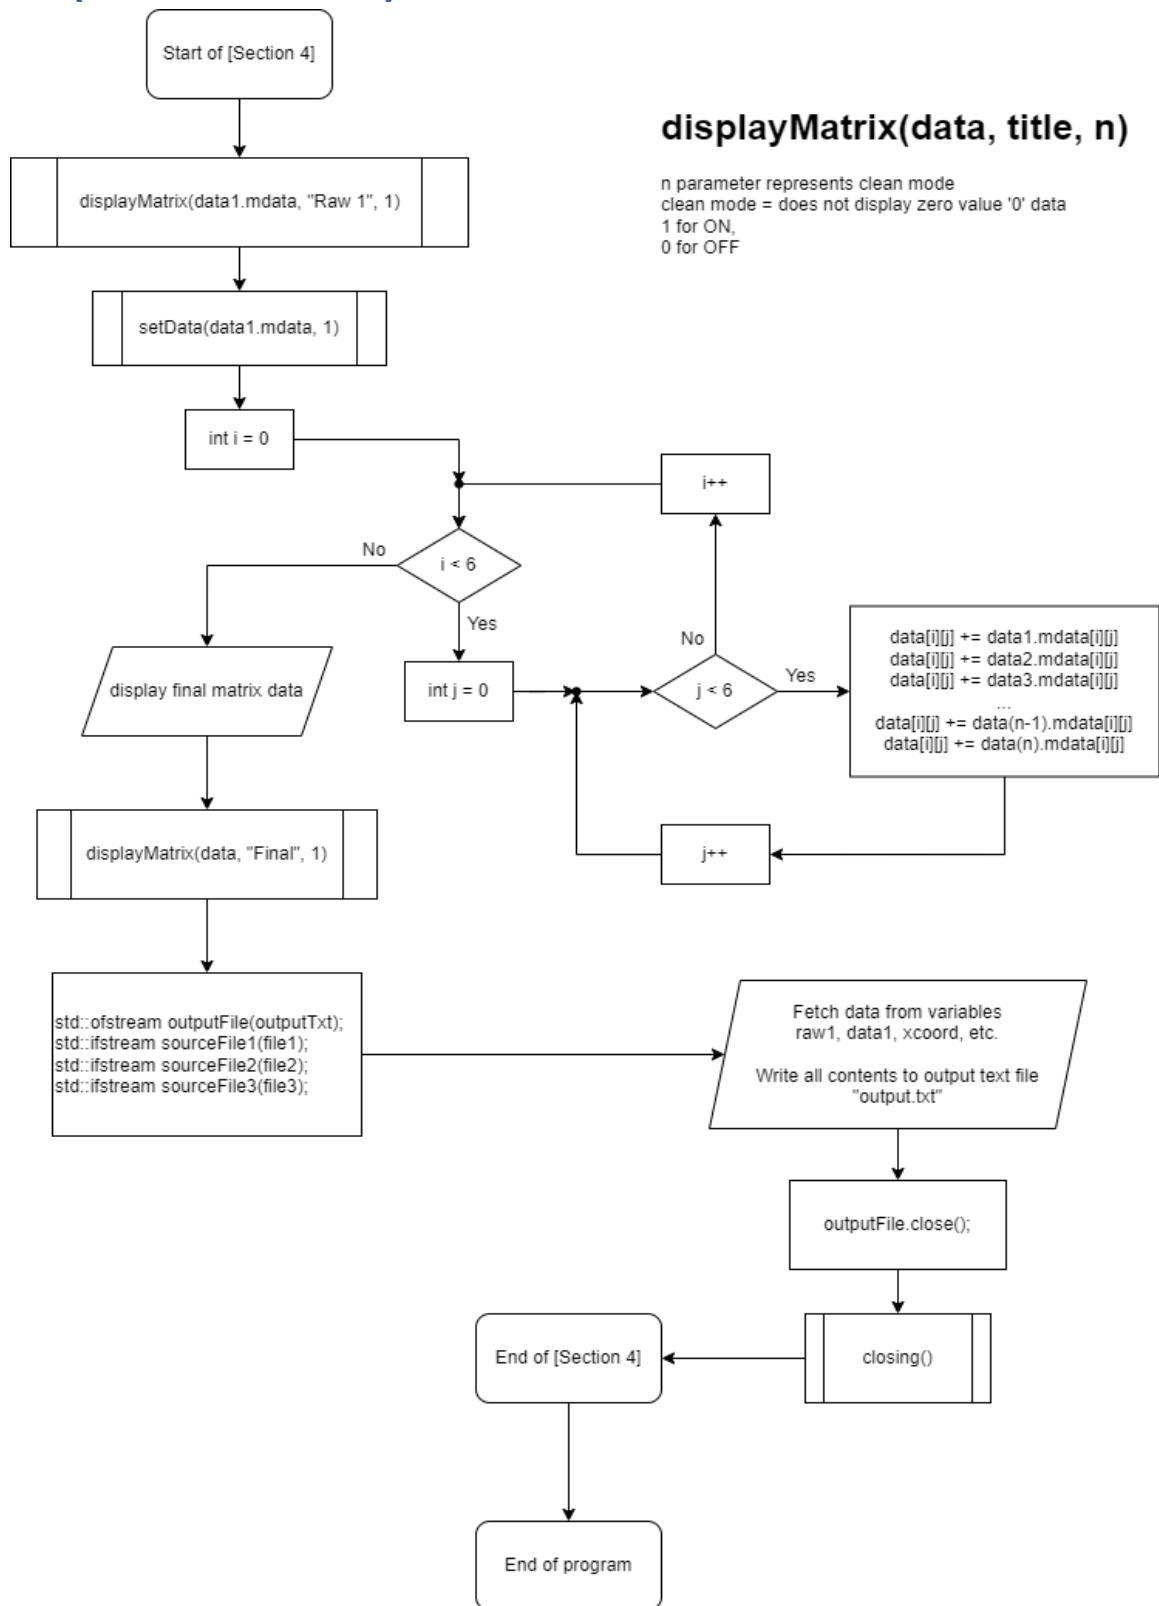 Start of [Section 4]
displayMatrix(data, title, n)
n parameter represents clean mode
clean mode = does not display zero value '0' data
1 for ON,
0 for OFF
displayMatrix(data1.mdata, "Raw 1", 1)
setData(data1.mdata, 1)
int i = 0
i++
i < 6
No
Yes
int j = 0
j < 6
No
Yes
data[i][j] += data1.mdata[i][j]
data[i][j] += data2.mdata[i][j]
data[i][j] += data3.mdata[i][j]
...
data[i][j] += data(n-1).mdata[i][j]
data[i][j] += data(n).mdata[i][j]
j++
display final matrix data
displayMatrix(data, "Final", 1)
std::ofstream outputFile(outputTxt);
std::ifstream sourceFile1(file1);
std::ifstream sourceFile2(file2);
std::ifstream sourceFile3(file3);
Fetch data from variables
raw1, data1, xcoord, etc.
Write all contents to output text file
"output.txt"
outputFile.close();
closing()
End of [Section 4]
End of program